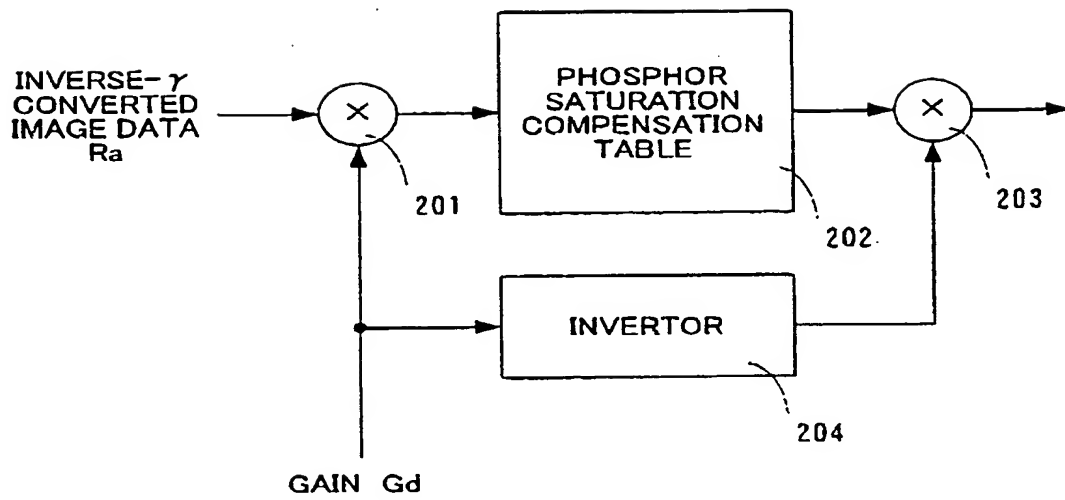 INVERSE-γ
CONVERTED
IMAGE DATA
Ra
×
201
PHOSPHOR
SATURATION
COMPENSATION
TABLE
202
×
203
INVERTOR
204
GAIN Gd